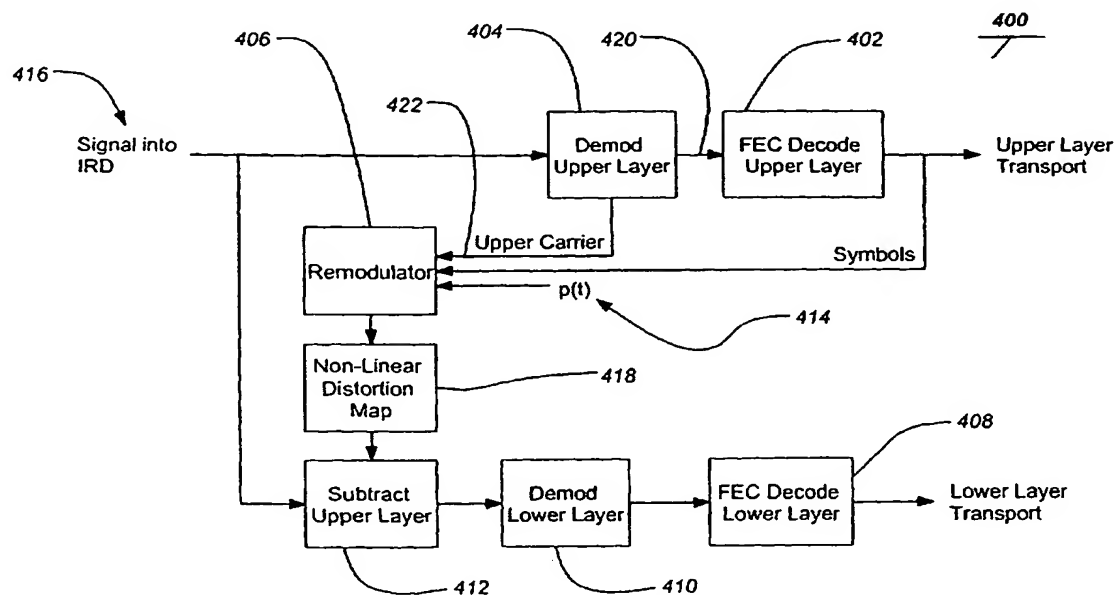 400
404
420
402
406
416
422
Signal into
IRD
Demod
Upper Layer
FEC Decode
Upper Layer
Upper Layer
Transport
Upper Carrier
Symbols
Remodulator
p(t)
414
Non-Linear
Distortion
Map
418
408
Subtract
Upper Layer
Demod
Lower Layer
FEC Decode
Lower Layer
Lower Layer
Transport
412
410